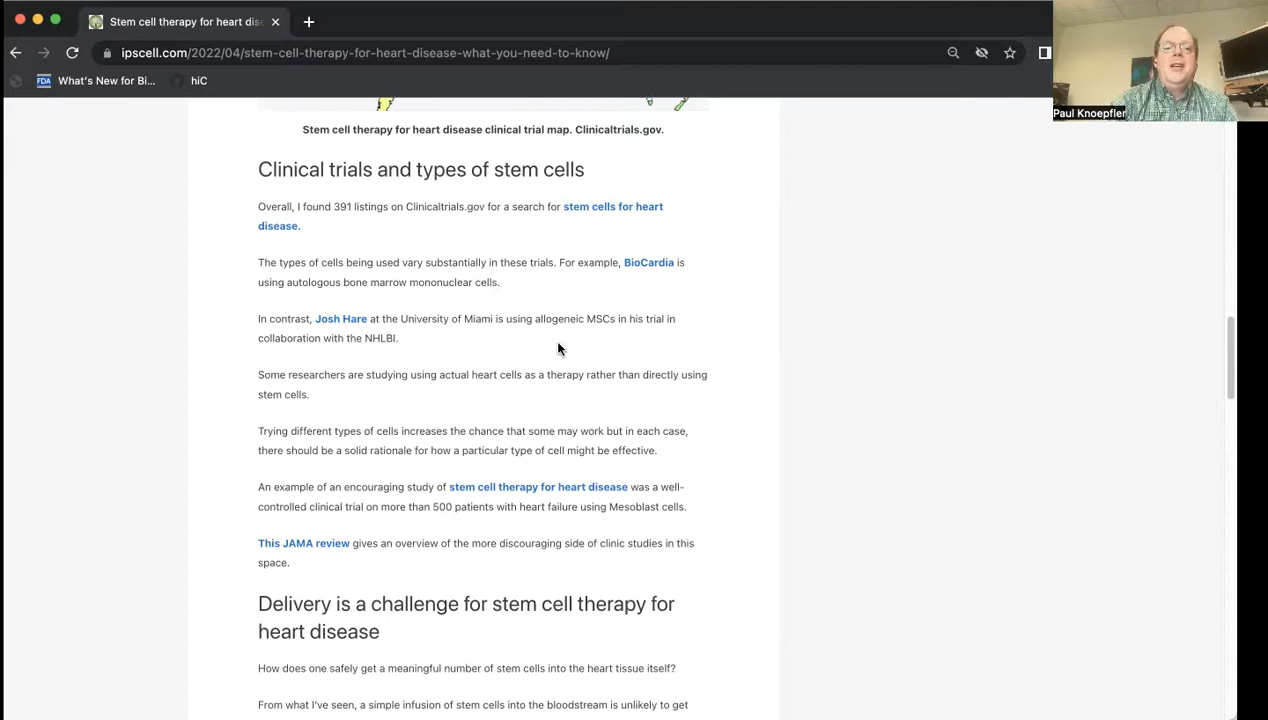 Stem cell therapy for heart dis
ipscell.com/2022/04/stem-cell-therapy-for-heart-disease-what-you-need-to-know/
FDA What's New for Bi... hiC
Paul Knoepfler
Stem cell therapy for heart disease clinical trial map. Clinicaltrials.gov.
Clinical trials and types of stem cells
Overall, I found 391 listings on Clinicaltrials.gov for a search for stem cells for heart
disease.
The types of cells being used vary substantially in these trials. For example, BioCardia is
using autologous bone marrow mononuclear cells.
In contrast, Josh Hare at the University of Miami is using allogeneic MSCs in his trial in
collaboration with the NHLBI.
Some researchers are studying using actual heart cells as a therapy rather than directly using
stem cells.
Trying different types of cells increases the chance that some may work but in each case,
there should be a solid rationale for how a particular type of cell might be effective.
An example of an encouraging study of stem cell therapy for heart disease was a well-
controlled clinical trial on more than 500 patients with heart failure using Mesoblast cells.
This JAMA review gives an overview of the more discouraging side of clinic studies in this
space.
Delivery is a challenge for stem cell therapy for
heart disease
How does one safely get a meaningful number of stem cells into the heart tissue itself?
From what I've seen, a simple infusion of stem cells into the bloodstream is unlikely to get